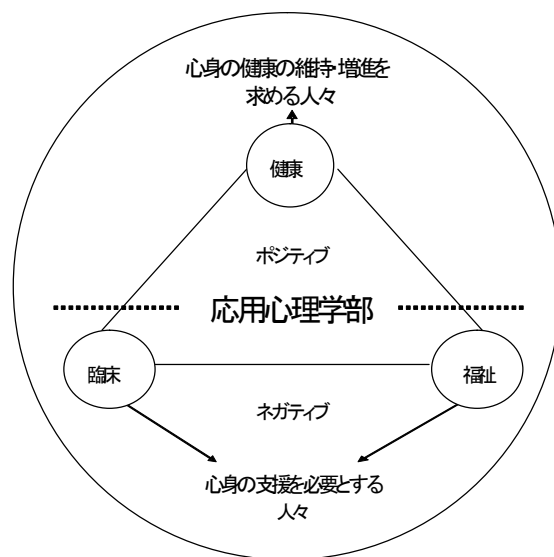 心身の健康の維持・増進を
求める人々
健康
ポジティブ
応用心理学部
臨床
福祉
ネガティブ
心身の支援を必要とする
人々